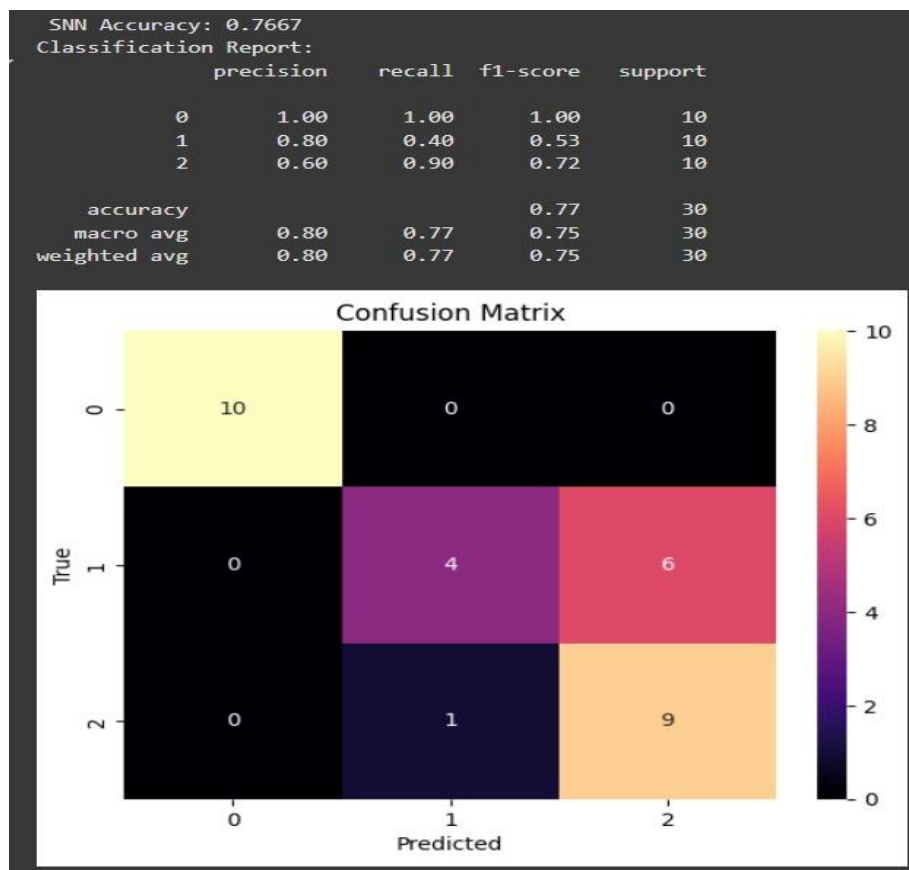 SNN Accuracy: 0.7667
Classification Report:
precision recall f1-score support
0 1.00 1.00 1.00 10
1 0.80 0.40 0.53 10
2 0.60 0.90 0.72 10
accuracy 0.77 30
macro avg 0.80 0.77 0.75 30
weighted avg 0.80 0.77 0.75 30
Confusion Matrix
10 0 0
0 4 6
0 1 9
0
1
2
True
0 1 2
Predicted
10
8
6
4
2
0